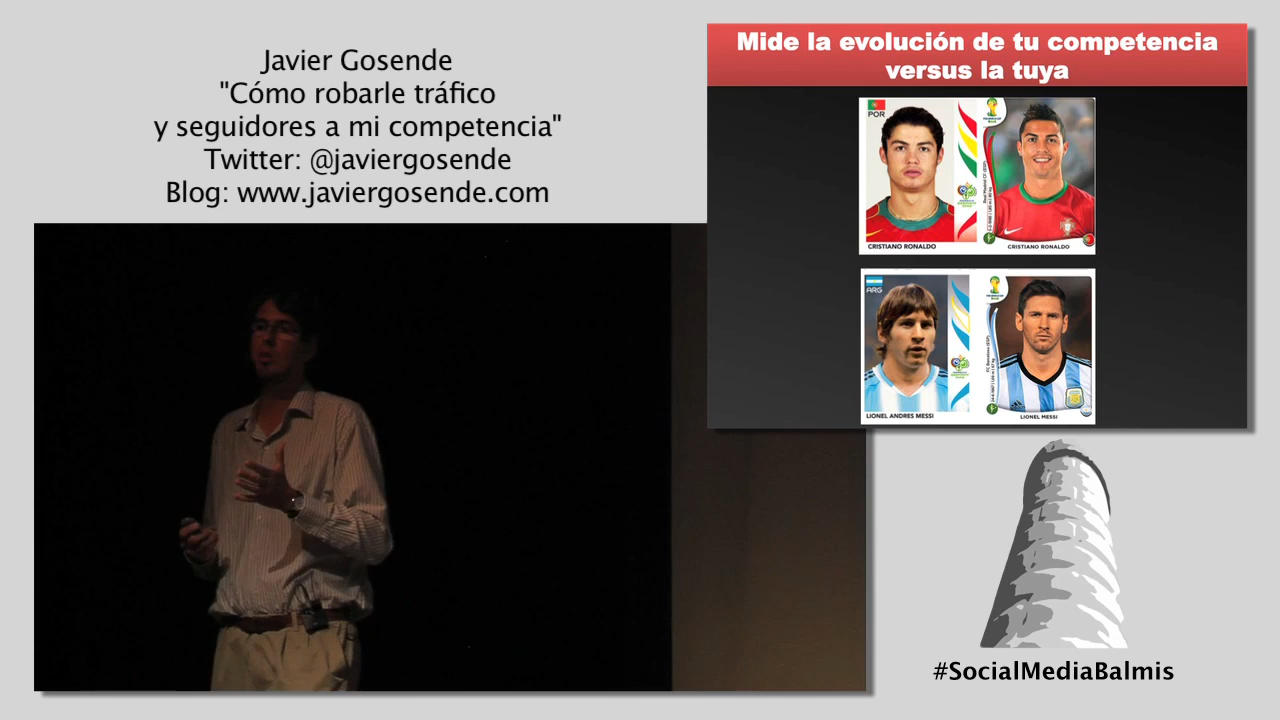 Javier Gosende
"Cómo robarle tráfico
y seguidores a mi competencia"
Twitter: @javiergosende
Blog: www.javiergosende.com
Mide la evolución de tu competencia
versus la tuya
POR
CRISTIANO RONALDO
CRISTIANO RONALDO
ARG
LIONEL ANDRES MESSI
LIONEL MESSI
#SocialMediaBalmis